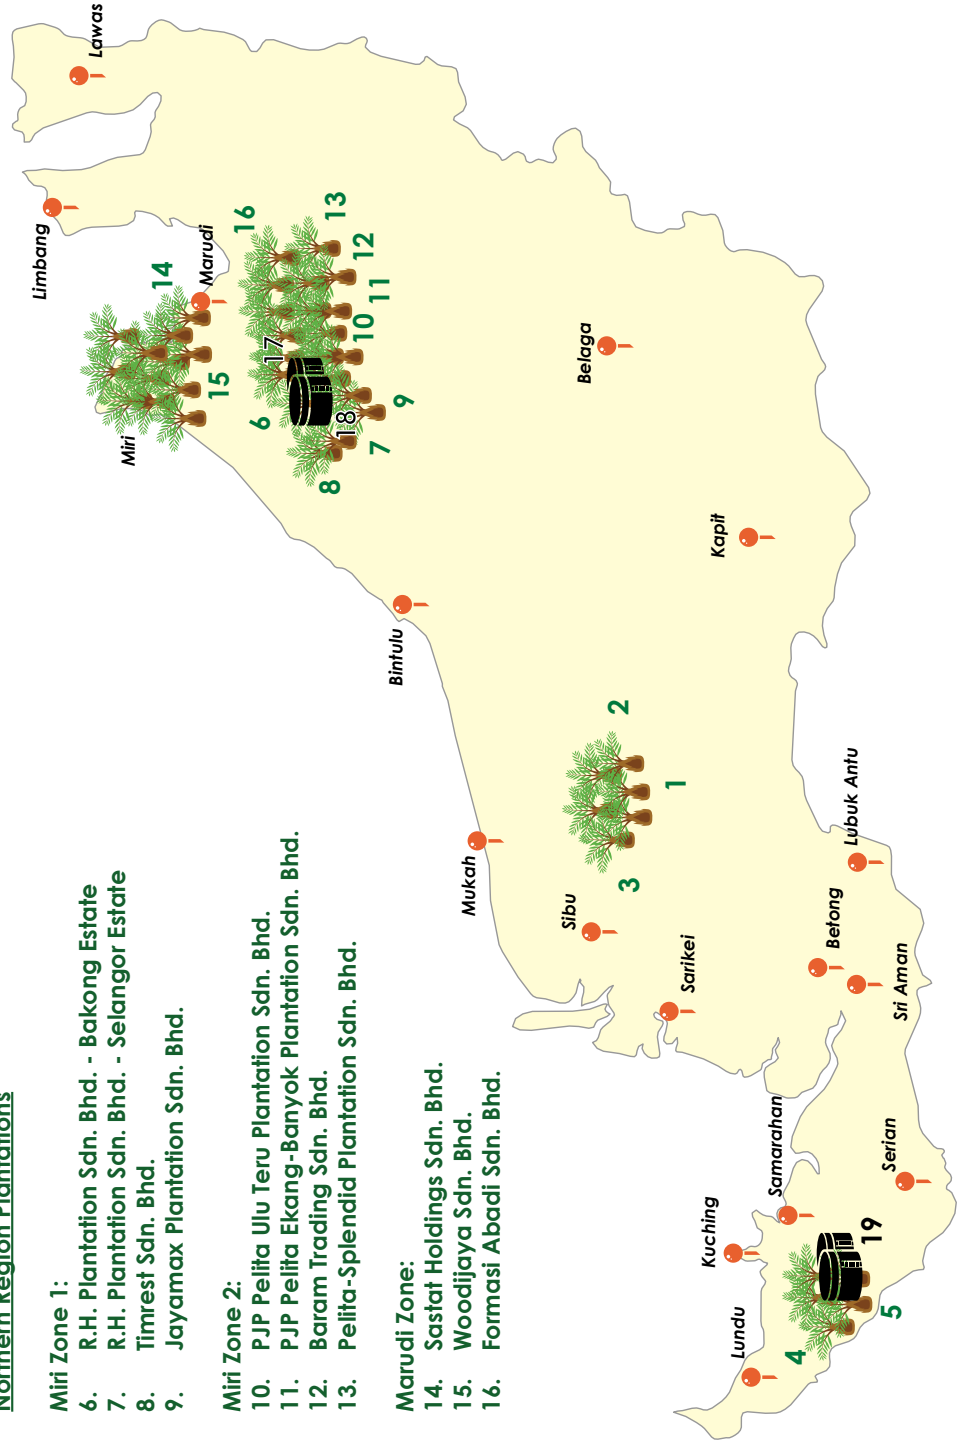 Northern Region Plantations
Miri Zone 1:
6. R.H. Plantation Sdn. Bhd. - Bakong Estate
7. R.H. Plantation Sdn. Bhd. - Selangor Estate
8. Timrest Sdn. Bhd.
9. Jayamax Plantation Sdn. Bhd.
Miri Zone 2:
10. PJP Pelita Ulu Teru Plantation Sdn. Bhd.
11. PJP Pelita Ekang-Banyok Plantation Sdn. Bhd.
12. Baram Trading Sdn. Bhd.
13. Pelita-Splendid Plantation Sdn. Bhd.
Marudi Zone:
14. Sastat Holdings Sdn. Bhd.
15. Woodijaya Sdn. Bhd.
16. Formasi Abadi Sdn. Bhd.
Limbang
Lawas
Miri
14
Marudi
15
16
6
17
13
8
18
12
7
10
11
9
Bintulu
Mukah
Belaga
Sibu
3
2
1
Sarikei
Kapit
Kuching
Lundu
Samarahan
Betong
Lubuk Antu
4
19
5
Serian
Sri Aman